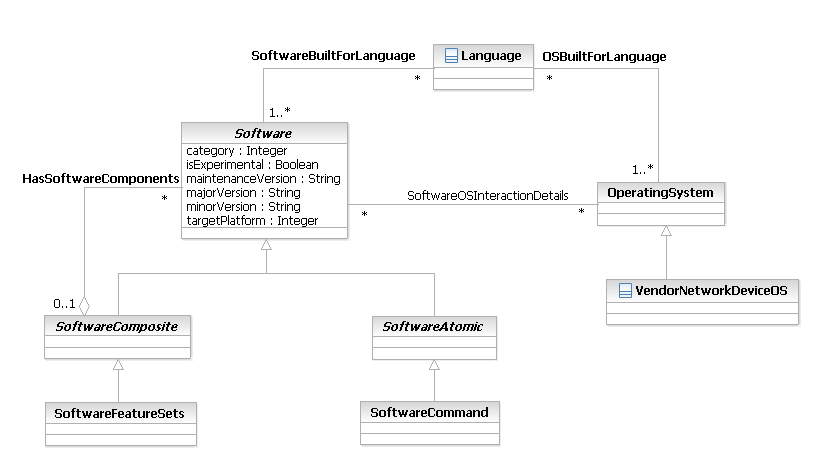 SoftwareBuiltForLanguage
Language
OSBuiltForLanguage
*
*
1..*
Software
category : Integer
isExperimental : Boolean
maintenanceVersion : String
majorVersion : String
minorVersion : String
targetPlatform : Integer
HasSoftwareComponents
*
1..*
OperatingSystem
SoftwareOSInteractionDetails
*
*
VendorNetworkDeviceOS
0..1
SoftwareComposite
SoftwareAtomic
SoftwareFeatureSets
SoftwareCommand